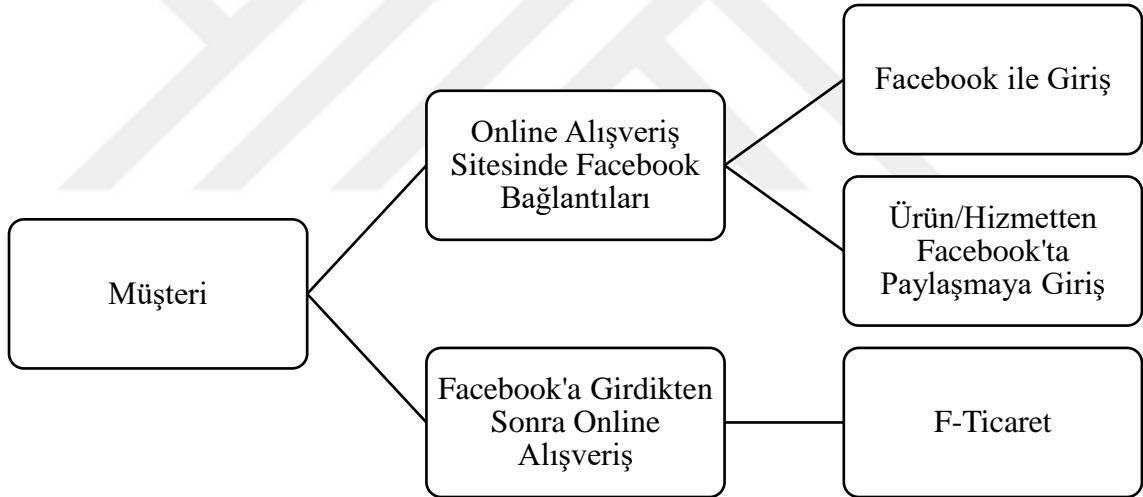 Müşteri
Online Alışveriş
Sitesinde Facebook
Bağlantıları
Facebook ile Giriş
Ürün/Hizmetten
Facebook'ta
Paylaşmaya Giriş
Facebook'a Girdikten
Sonra Online
Alışveriş
F-Ticaret